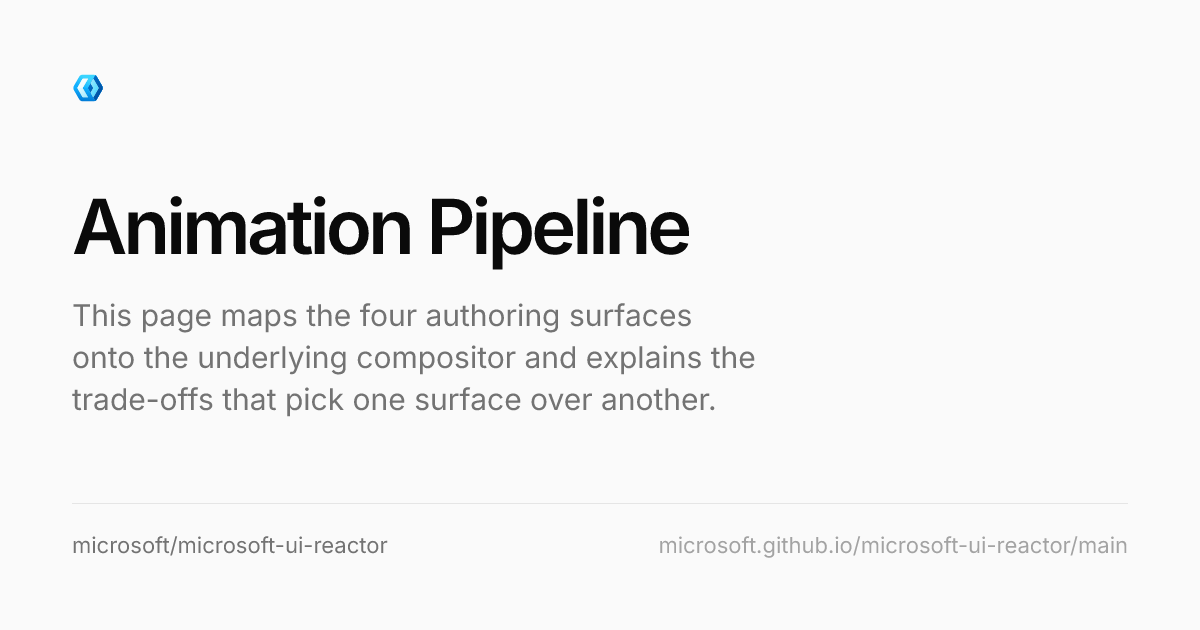 Animation Pipeline
This page maps the four authoring surfaces
onto the underlying compositor and explains the
trade-offs that pick one surface over another.
microsoft/microsoft-ui-reactor
microsoft.github.io/microsoft-ui-reactor/main